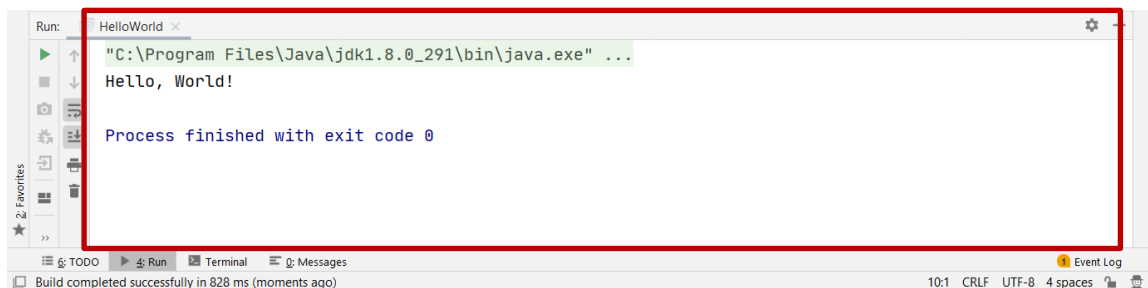 Run: HelloWorld ×
"C:\Program Files\Java\jdk1.8.0_291\bin\java.exe" ...
Hello, World!
Process finished with exit code 0
2: Favorites
››
6: TODO 4: Run Terminal 0: Messages 1 Event Log
Build completed successfully in 828 ms (moments ago) 10:1 CRLF UTF-8 4 spaces